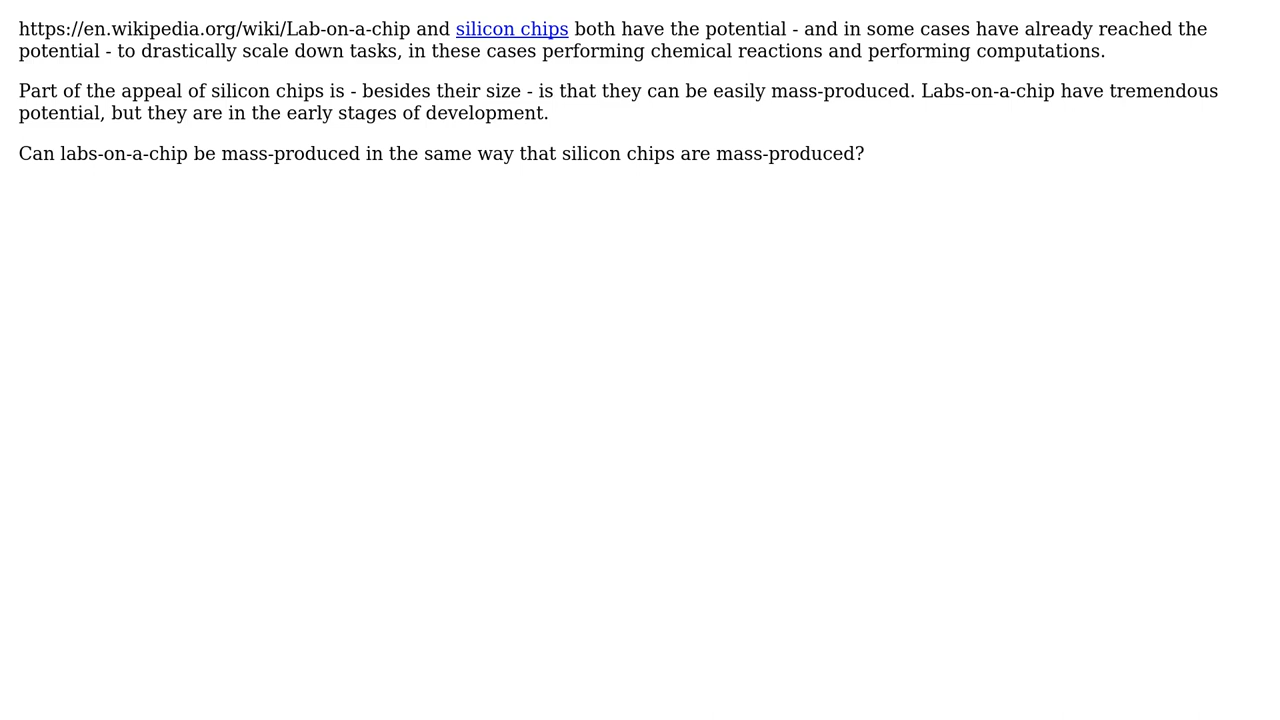 https://en.wikipedia.org/wiki/Lab-on-a-chip and silicon chips both have the potential - and in some cases have already reached the
potential - to drastically scale down tasks, in these cases performing chemical reactions and performing computations.
Part of the appeal of silicon chips is - besides their size - is that they can be easily mass-produced. Labs-on-a-chip have tremendous
potential, but they are in the early stages of development.
Can labs-on-a-chip be mass-produced in the same way that silicon chips are mass-produced?